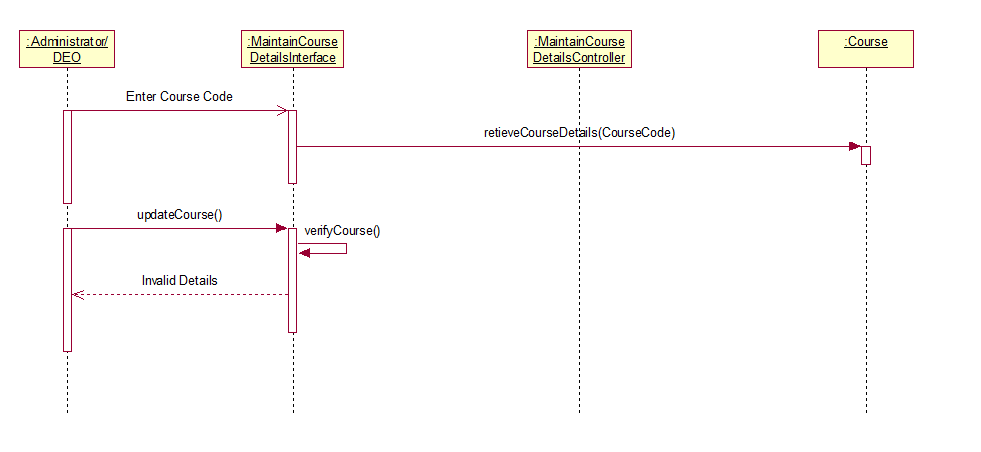 :Administrator/
DEO
:MaintainCourse
DetailsInterface
:MaintainCourse
DetailsController
:Course
Enter Course Code
retieveCourseDetails(CourseCode)
updateCourse()
verifyCourse()
Invalid Details